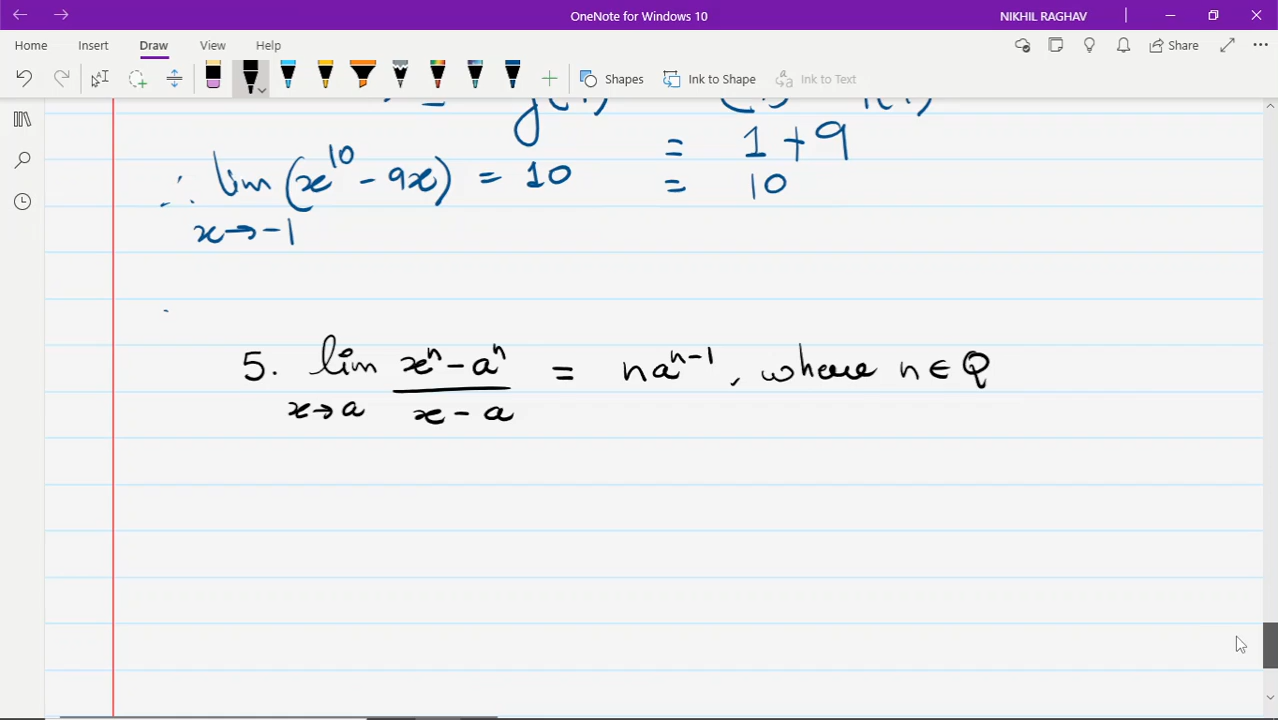 OneNote for Windows 10
NIKHIL RAGHAV
Home Insert Draw View Help
Share
Shapes Ink to Shape Ink to Text
= 1 + 9
∴ lim (x^10 - 9x) = 10
x→-1
= 10
5. lim (x^n - a^n)/(x - a) = na^(n-1), where n ∈ Q
x→a